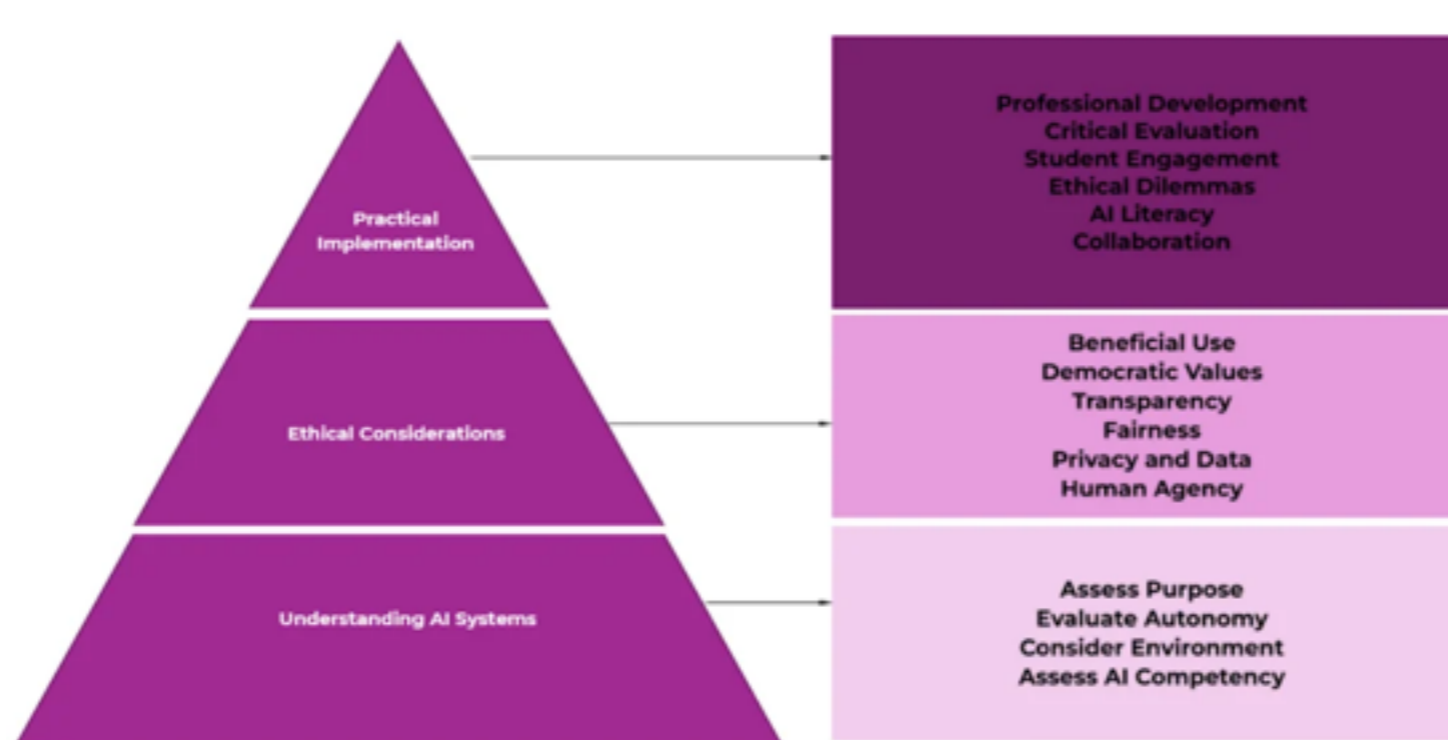 Practical
Implementation
Professional Development
Critical Evaluation
Student Engagement
Ethical Dilemmas
AI Literacy
Collaboration
Ethical Considerations
Beneficial Use
Democratic Values
Transparency
Fairness
Privacy and Data
Human Agency
Understanding AI Systems
Assess Purpose
Evaluate Autonomy
Consider Environment
Assess AI Competency